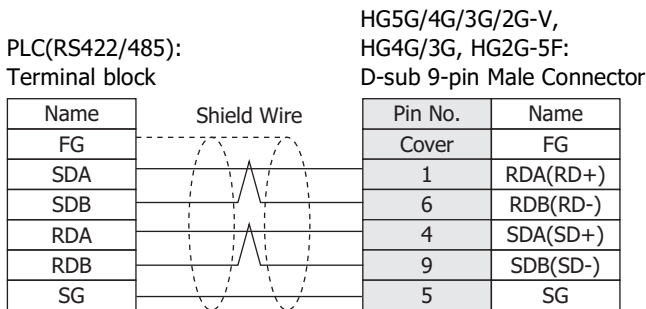 HG5G/4G/3G/2G-V,
PLC(RS422/485): HG4G/3G, HG2G-5F:
Terminal block D-sub 9-pin Male Connector
Name Shield Wire Pin No. Name
FG Cover FG
SDA 1 RDA(RD+)
SDB 6 RDB(RD-)
RDA 4 SDA(SD+)
RDB 9 SDB(SD-)
SG 5 SG